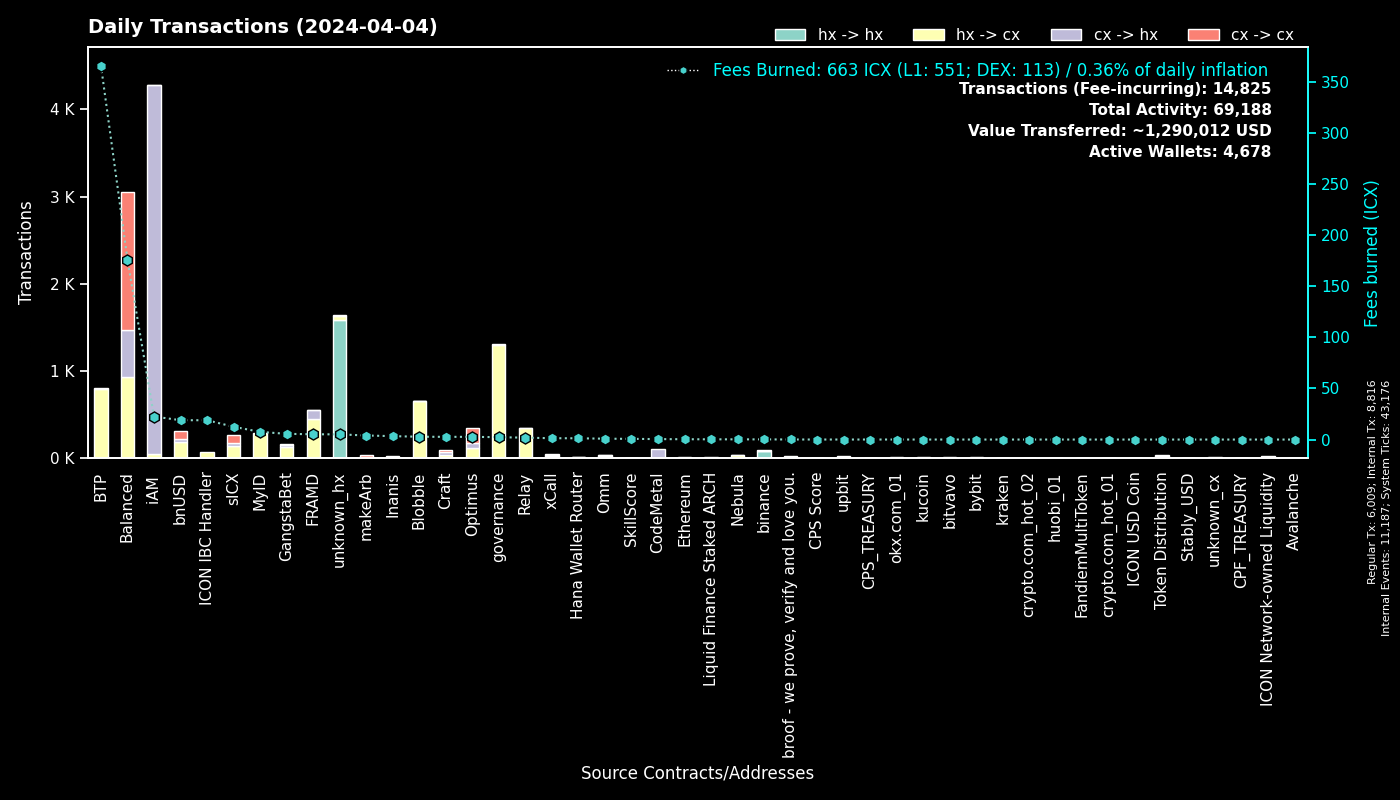 Daily Transactions (2024-04-04)
hx -> hx
hx -> cx
cx -> hx
cx -> cx
Fees Burned: 663 ICX (L1: 551; DEX: 113) / 0.36% of daily inflation
Transactions (Fee-incurring): 14,825
Total Activity: 69,188
Value Transferred: ~1,290,012 USD
Active Wallets: 4,678
Transactions
4 K
3 K
2 K
1 K
0 K
350
300
250
200
150
100
50
0
Fees burned (ICX)
BTP
Balanced
iAM
bnUSD
ICON IBC Handler
sICX
MyID
GangstaBet
FRAMD
unknown_hx
makeArb
Inanis
Blobble
Craft
Optimus
governance
Relay
xCall
Hana Wallet Router
Omm
SkillScore
CodeMetal
Ethereum
Liquid Finance Staked ARCH
Nebula
binance
broof - we prove, verify and love you.
CPS Score
upbit
CPS_TREASURY
okx.com_01
kucoin
bitvavo
bybit
kraken
crypto.com_hot_02
huobi_01
FandiemMultiToken
crypto.com_hot_01
ICON USD Coin
Token Distribution
Stably_USD
unknown_cx
CPF_TREASURY
ICON Network-owned Liquidity
Avalanche
Source Contracts/Addresses
Regular Tx: 6,009; Internal Tx: 8,816
Internal Events: 11,187; System Ticks: 43,176